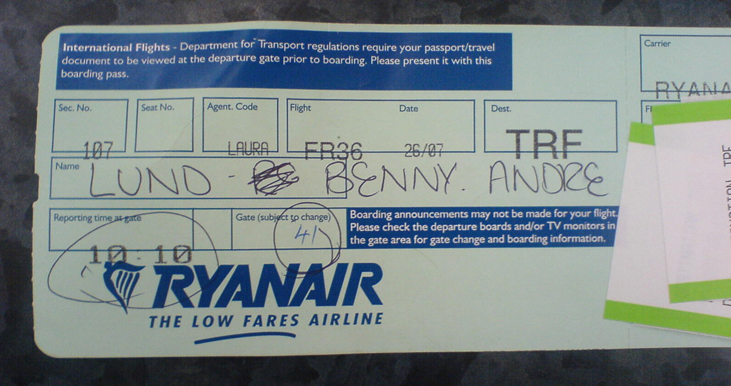 International Flights - Department for Transport regulations require your passport/travel
document to be viewed at the departure gate prior to boarding. Please present it with this
boarding pass.
Carrier
RYANA
Sec. No. Seat No. Agent. Code Flight Date Dest.
107 LAURA FR36 26/07 TRF
Name LUND - BENNY. ANDRE
Reporting time at gate Gate (subject to change)
10.10 41
Boarding announcements may not be made for your flight.
Please check the departure boards and/or TV monitors in
the gate area for gate change and boarding information.
RYANAIR
THE LOW FARES AIRLINE